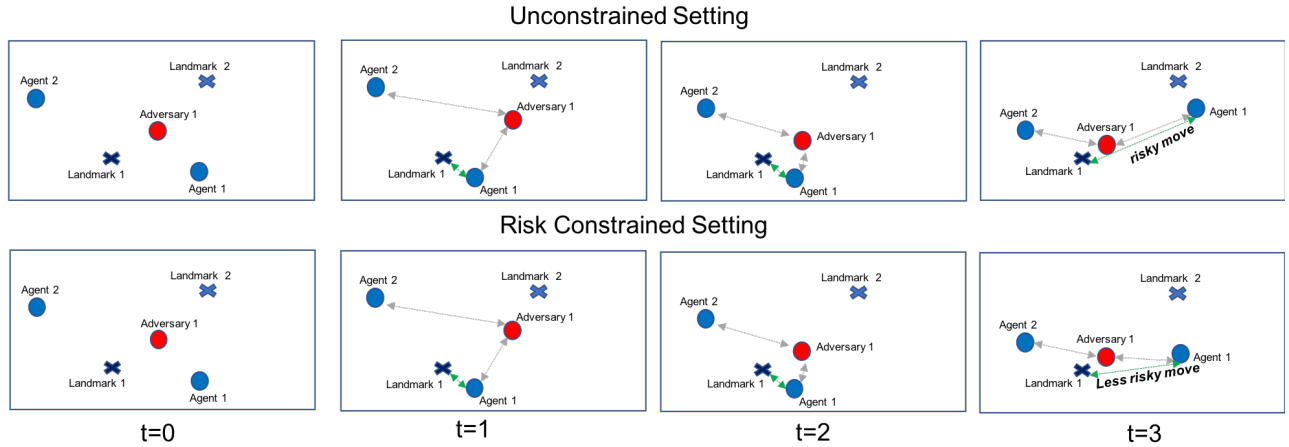 Unconstrained Setting
Agent 2
Landmark 2
Adversary 1
Landmark 1
Agent 1
Agent 2
Landmark 2
Adversary 1
Landmark 1
Agent 1
Landmark 2
Agent 2
Adversary 1
Landmark 1
Agent 1
Landmark 2
Agent 2
Agent 1
Adversary 1
risky move
Landmark 1
Risk Constrained Setting
Agent 2
Landmark 2
Adversary 1
Landmark 1
Agent 1
Agent 2
Landmark 2
Adversary 1
Landmark 1
Agent 1
Landmark 2
Agent 2
Adversary 1
Landmark 1
Agent 1
Landmark 2
Agent 2
Adversary 1
Agent 1
Landmark 1
Less risky move
t=0
t=1
t=2
t=3